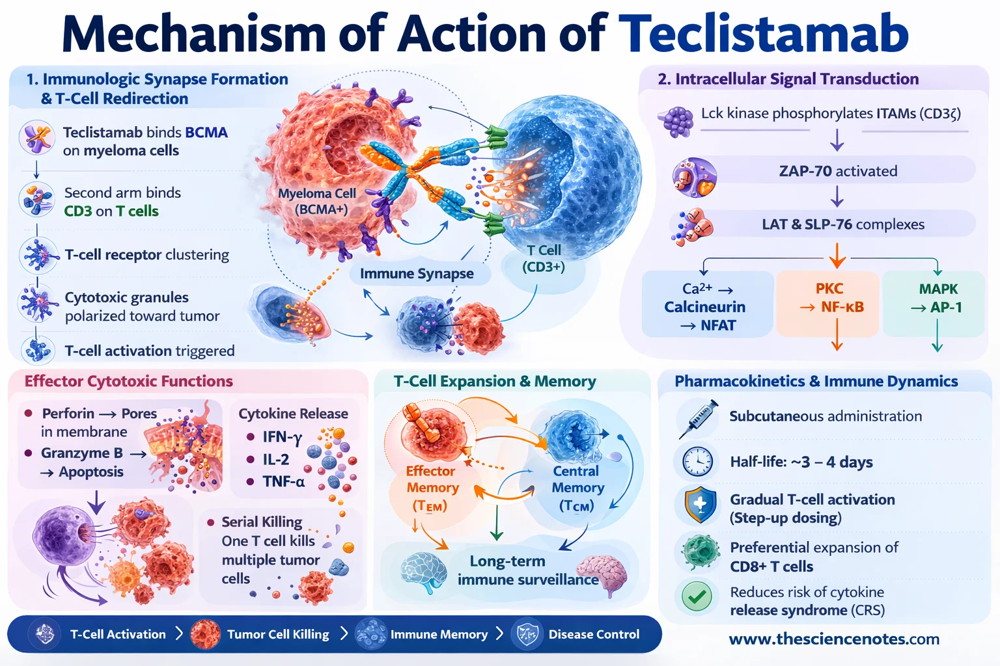 Mechanism of Action of Teclistamab
1. Immunologic Synapse Formation
& T-Cell Redirection
Teclistamab binds BCMA
on myeloma cells
Second arm binds
CD3 on T cells
T-cell receptor clustering
Cytotoxic granules
polarized toward tumor
T-cell activation triggered
Myeloma Cell
(BCMA+)
T Cell
(CD3+)
Immune Synapse
2. Intracellular Signal Transduction
Lck kinase phosphorylates ITAMs (CD3ζ)
ZAP-70 activated
LAT & SLP-76 complexes
Ca²⁺ →
Calcineurin
→ NFAT
PKC
→ NF-κB
MAPK
→ AP-1
Effector Cytotoxic Functions
• Perforin → Pores
in membrane
• Granzyme B →
→ Apoptosis
Cytokine Release
• IFN-γ
• IL-2
• TNF-α
• Serial Killing
One T cell kills
multiple tumor
cells
T-Cell Expansion & Memory
Effector
Memory
(TEM)
Central
Memory
(TCM)
Long-term
immune surveillance
Pharmacokinetics & Immune Dynamics
Subcutaneous administration
Half-life: ~3 – 4 days
Gradual T-cell activation
(Step-up dosing)
Preferential expansion of
CD8+ T cells
Reduces risk of cytokine
release syndrome (CRS)
T-Cell Activation > Tumor Cell Killing > Immune Memory > Disease Control
www.thesciencenotes.com